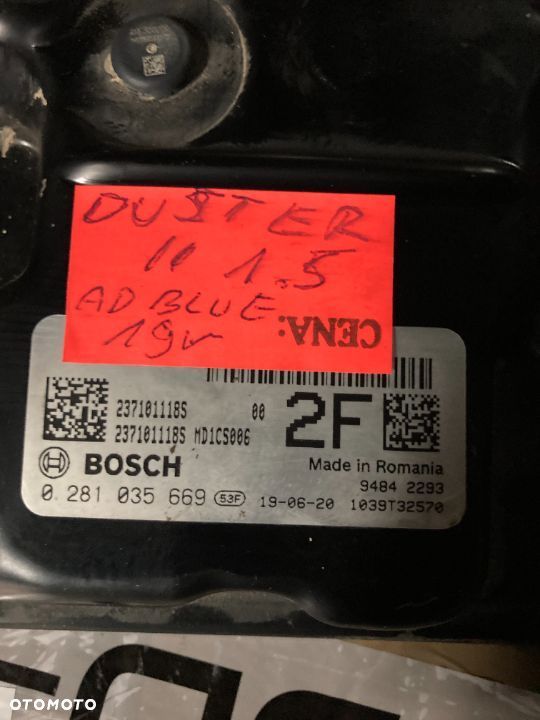 DUSTER
II 1.5
AD BLUE
19r
CENA:
237101118S 00
237101118S MD1CS006
2F
BOSCH
Made in Romania
9484 2293
0 281 035 669 53F 19-06-20 1039T32570
OTOMOTO